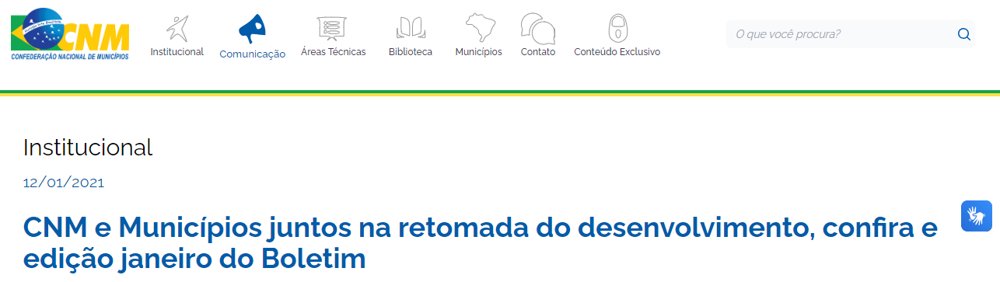 CNM
CONFEDERAÇÃO NACIONAL DE MUNICÍPIOS
Institucional
Comunicação
Áreas Técnicas
Biblioteca
Municípios
Contato
Conteúdo Exclusivo
O que você procura?
Institucional
12/01/2021
CNM e Municípios juntos na retomada do desenvolvimento, confira e
edição janeiro do Boletim